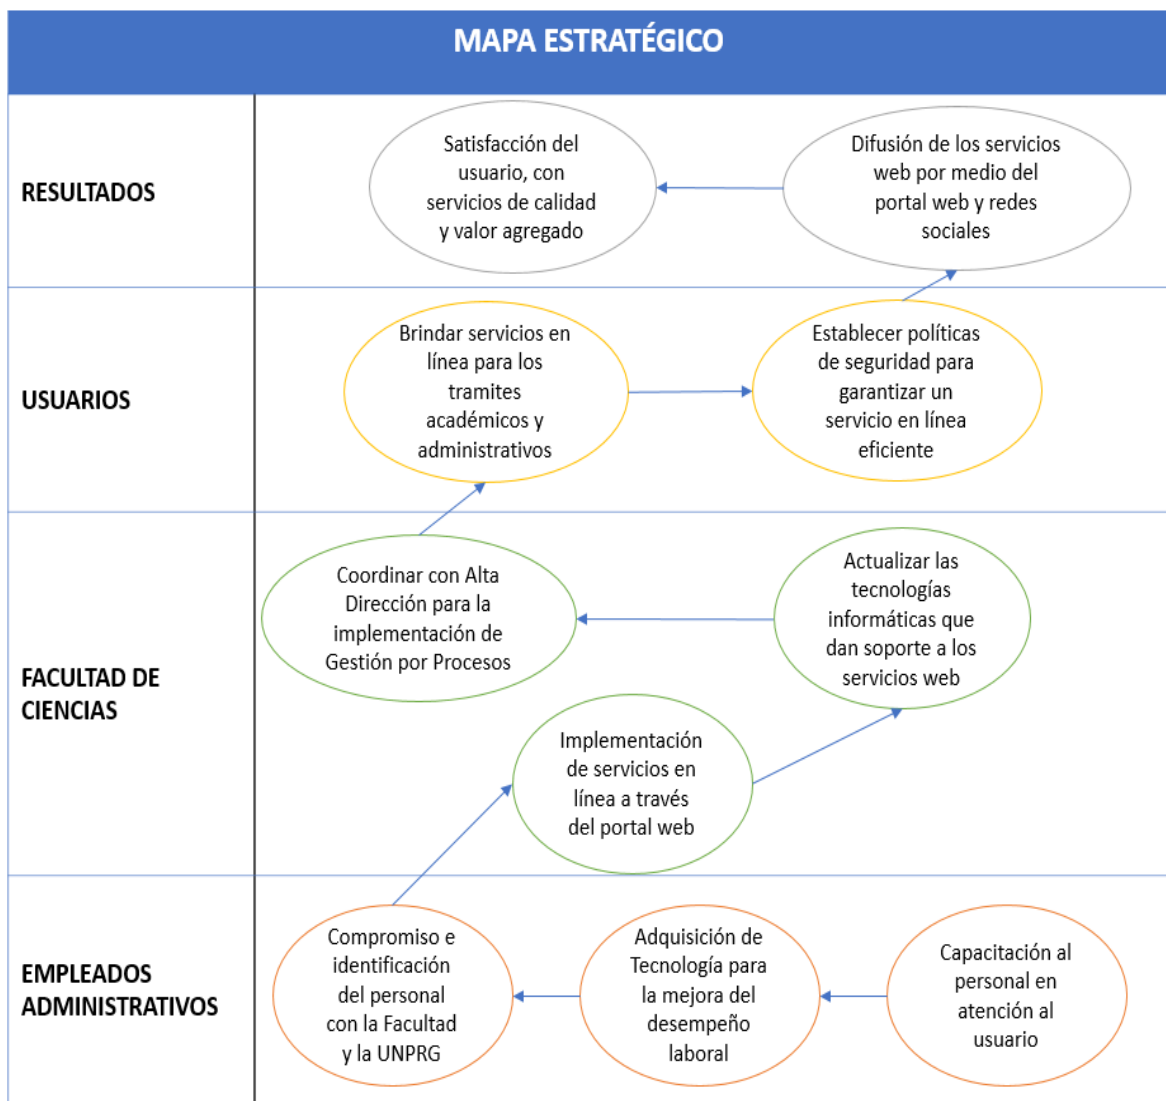 MAPA ESTRATÉGICO
RESULTADOS
Satisfacción del
usuario, con
servicios de calidad
y valor agregado
Difusión de los servicios
web por medio del
portal web y redes
sociales
USUARIOS
Brindar servicios en
línea para los
tramites
académicos y
administrativos
Establecer políticas
de seguridad para
garantizar un
servicio en línea
eficiente
FACULTAD DE
CIENCIAS
Coordinar con Alta
Dirección para la
implementación de
Gestión por Procesos
Actualizar las
tecnologías
informáticas que
dan soporte a los
servicios web
Implementación
de servicios en
línea a través
del portal web
EMPLEADOS
ADMINISTRATIVOS
Compromiso e
identificación
del personal
con la Facultad
y la UNPRG
Adquisición de
Tecnología para
la mejora del
desempeño
laboral
Capacitación al
personal en
atención al
usuario